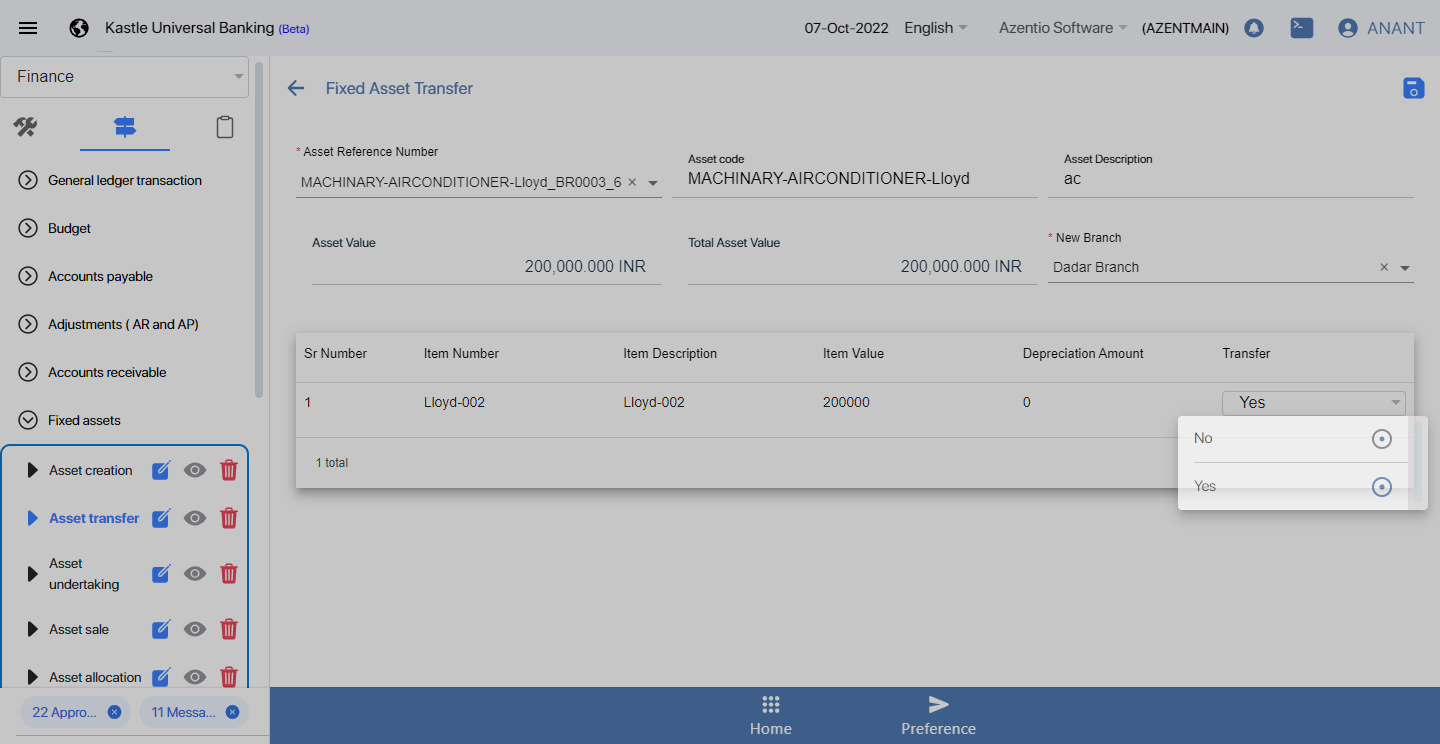 Kastle Universal Banking (Beta)
07-Oct-2022
English
Azentio Software
(AZENTMAIN)
ANANT
Finance
General ledger transaction
Budget
Accounts payable
Adjustments ( AR and AP)
Accounts receivable
Fixed assets
Asset creation
Asset transfer
Asset
undertaking
Asset sale
Asset allocation
22 Appro...
11 Messa...
Fixed Asset Transfer
* Asset Reference Number
MACHINARY-AIRCONDITIONER-Lloyd_BR0003_6
Asset code
MACHINARY-AIRCONDITIONER-Lloyd
Asset Description
ac
Asset Value
200,000.000 INR
Total Asset Value
200,000.000 INR
* New Branch
Dadar Branch
Sr Number Item Number Item Description Item Value Depreciation Amount Transfer
1 Lloyd-002 Lloyd-002 200000 0 Yes
No
Yes
1 total
Home
Preference